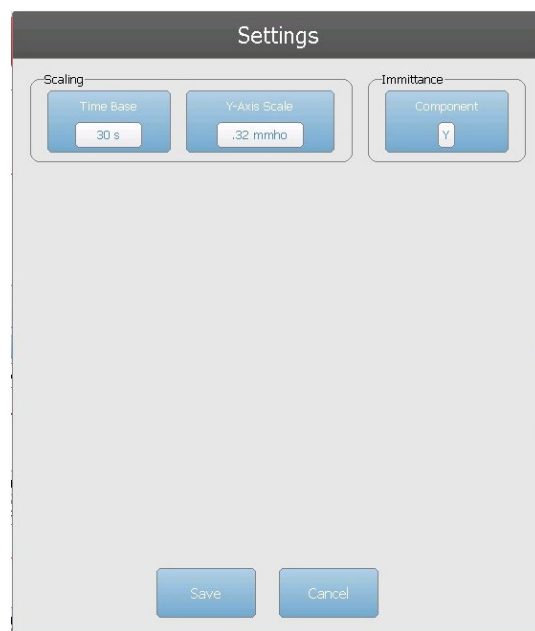 Settings
Scaling
Immittance
Time Base
Y-Axis Scale
Component
30 s
.32 mmho
Y
Save
Cancel